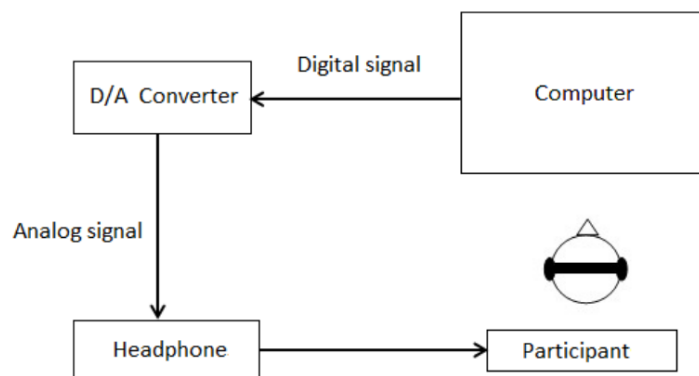 Digital signal
D/A Converter
Computer
Analog signal
Headphone
Participant